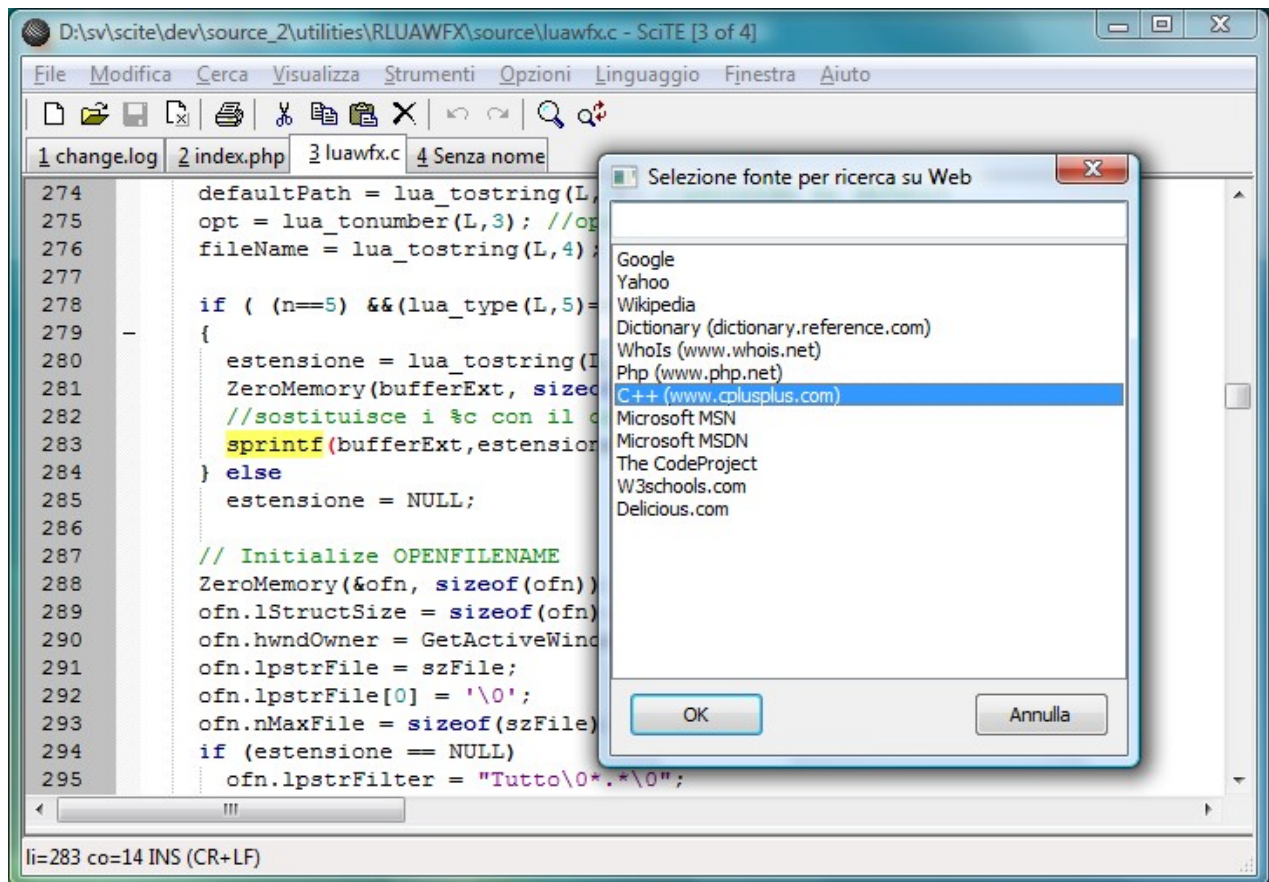 D:\sv\scite\dev\source_2\utilities\RLUAWFX\source\luawfx.c - SciTE [3 of 4]
File Modifica Cerca Visualizza Strumenti Opzioni Linguaggio Finestra Aiuto
1 change.log 2 index.php 3 luawfx.c 4 Senza nome
274 defaultPath = lua_tostring(L,
275 opt = lua_tonumber(L,3); //op
276 fileName = lua_tostring(L,4);
277
278 if ( (n==5) &&(lua_type(L,5)=
279 {
280 estensione = lua_tostring(L
281 ZeroMemory(bufferExt, sizeo
282 //sostituisce i %c con il
283 sprintf(bufferExt,estension
284 } else
285 estensione = NULL;
286
287 // Initialize OPENFILENAME
288 ZeroMemory(&ofn, sizeof(ofn))
289 ofn.lStructSize = sizeof(ofn)
290 ofn.hwndOwner = GetActiveWind
291 ofn.lpstrFile = szFile;
292 ofn.lpstrFile[0] = '\0';
293 ofn.nMaxFile = sizeof(szFile)
294 if (estensione == NULL)
295 ofn.lpstrFilter = "Tutto\0*.*\0";
Selezione fonte per ricerca su Web
Google
Yahoo
Wikipedia
Dictionary (dictionary.reference.com)
WhoIs (www.whois.net)
Php (www.php.net)
C++ (www.cplusplus.com)
Microsoft MSN
Microsoft MSDN
The CodeProject
W3schools.com
Delicious.com
OK Annulla
li=283 co=14 INS (CR+LF)